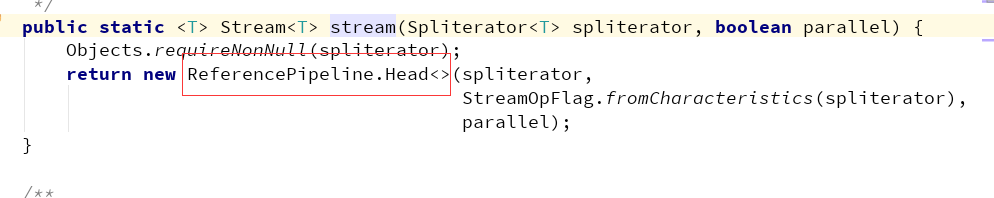 */
public static <T> Stream<T> stream(Spliterator<T> spliterator, boolean parallel) {
Objects.requireNonNull(spliterator);
return new ReferencePipeline.Head<>(spliterator,
StreamOpFlag.fromCharacteristics(spliterator),
parallel);
}
/**